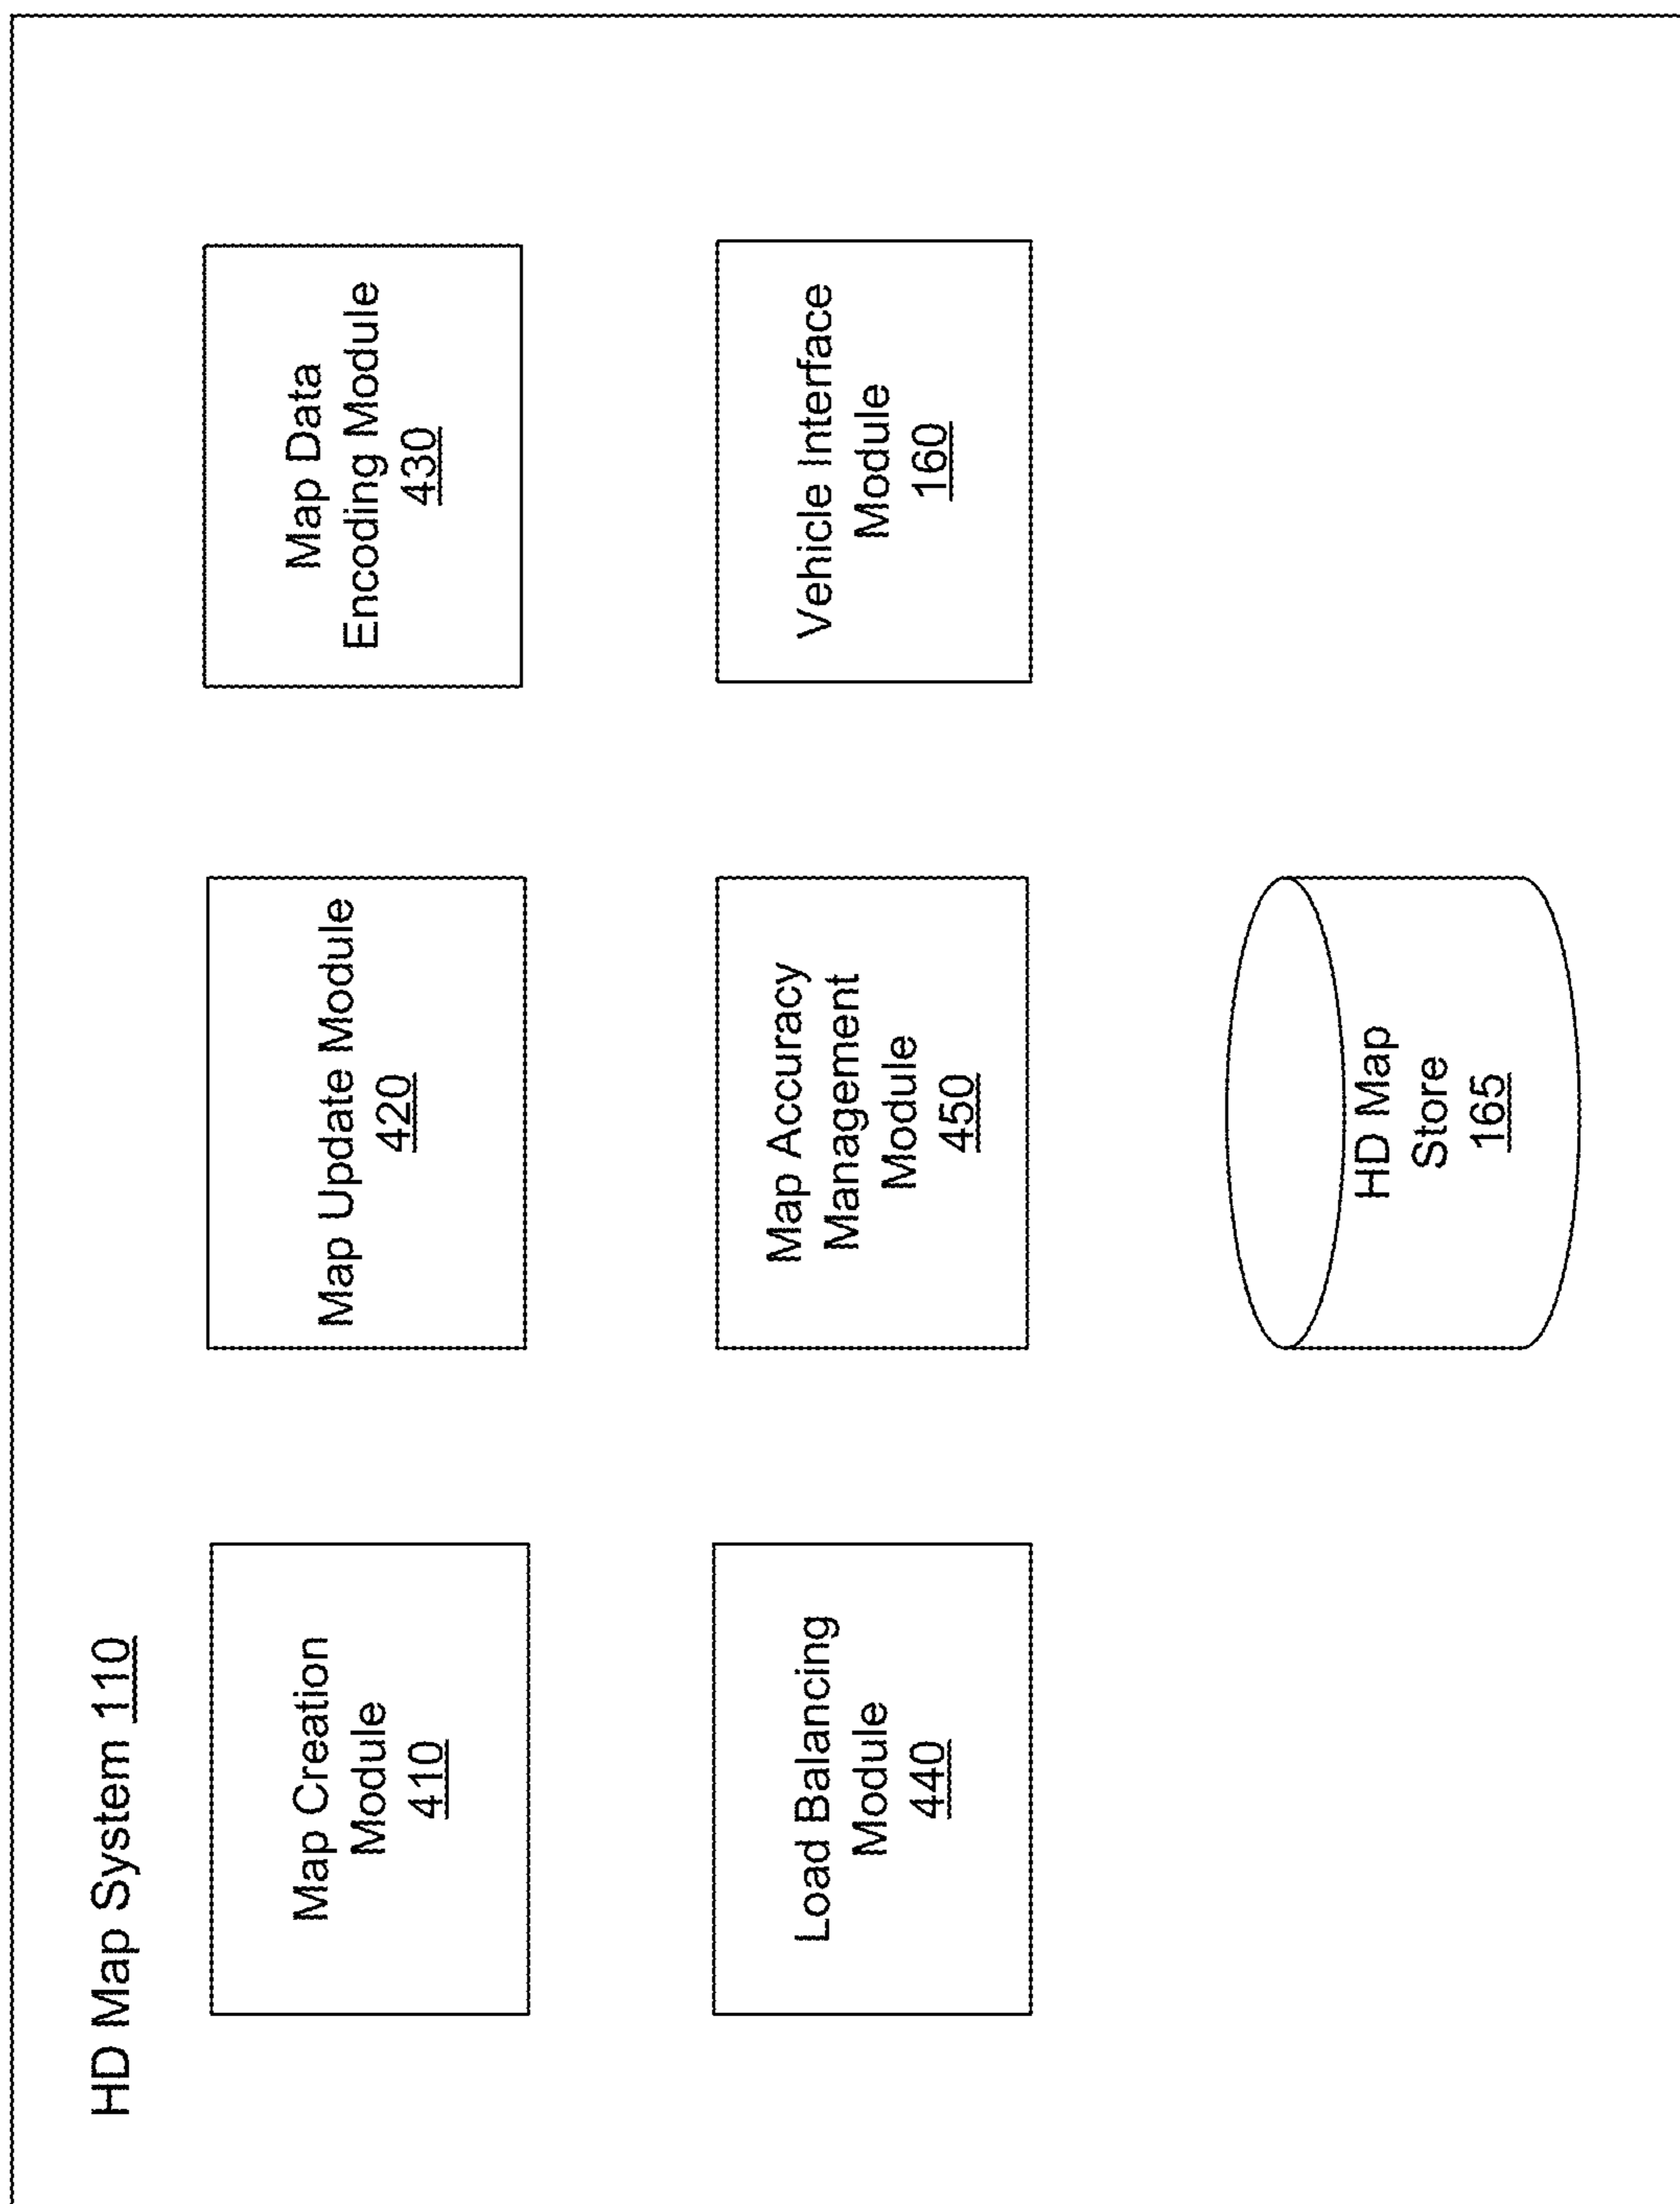 HD Map System 110
Map Creation
Module
410
Map Update Module
420
Map Data
Encoding Module
430
Load Balancing
Module
440
Map Accuracy
Management
Module
450
Vehicle Interface
Module
160
HD Map
Store
165